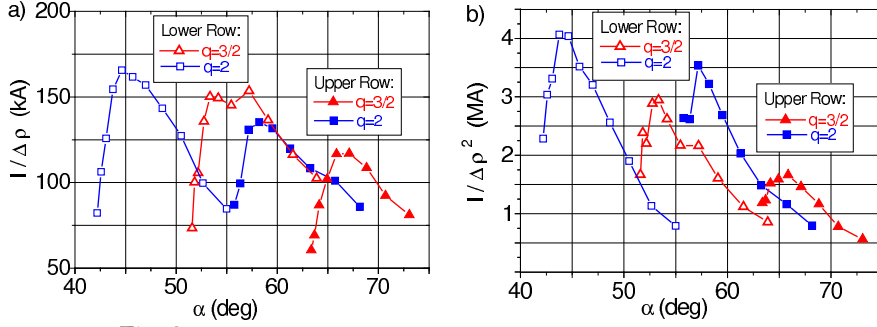 a)
b)
200
150
100
50
I / Δρ (kA)
Lower Row:
q=3/2
q=2
Upper Row:
q=3/2
q=2
40 50 60 70
α (deg)
4
3
2
1
I / Δρ² (MA)
Lower Row:
q=3/2
q=2
Upper Row:
q=3/2
q=2
40 50 60 70
α (deg)